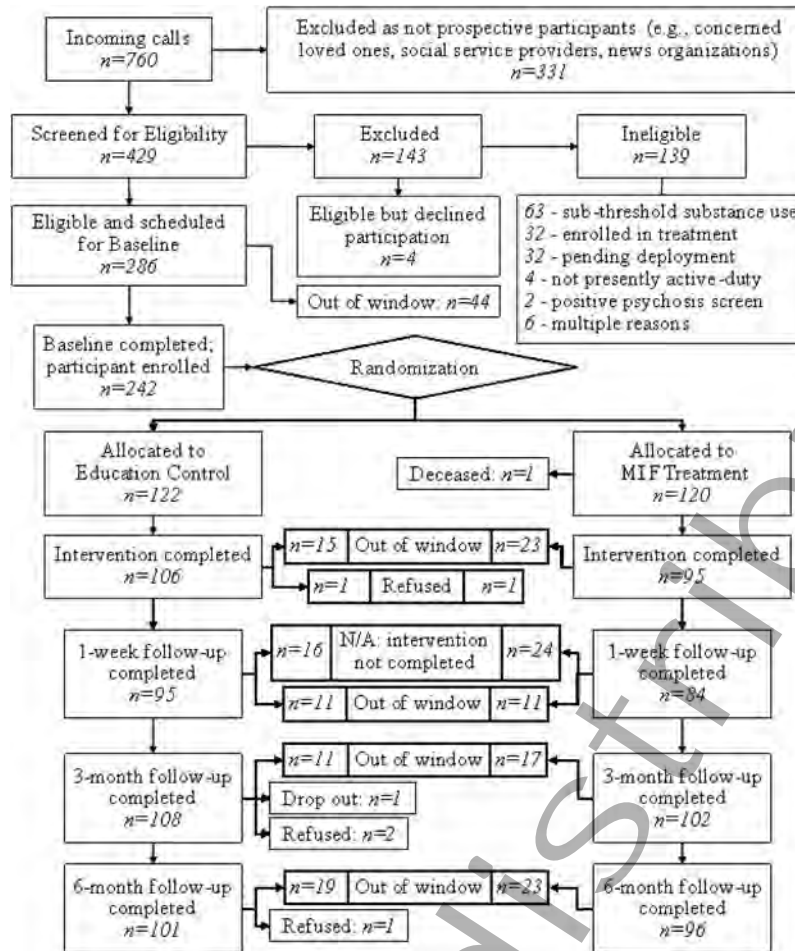 Incoming calls
n=760
Excluded as not prospective participants (e.g., concerned
loved ones, social service providers, news organizations)
n=331
Screened for Eligibility
n=429
Excluded
n=143
Ineligible
n=139
Eligible but declined
participation
n=4
63 - sub-threshold substance use
32 - enrolled in treatment
32 - pending deployment
4 - not presently active-duty
2 - positive psychosis screen
6 - multiple reasons
Eligible and scheduled
for Baseline
n=286
Out of window: n=44
Baseline completed;
participant enrolled
n=242
Randomization
Allocated to
Education Control
n=122
Deceased: n=1
Allocated to
MIF Treatment
n=120
Intervention completed
n=106
n=15 Out of window n=23
n=1 Refused n=1
Intervention completed
n=95
1-week follow-up
completed
n=95
n=16 N/A: intervention
not completed n=24
n=11 Out of window n=11
1-week follow-up
completed
n=84
3-month follow-up
completed
n=108
n=11 Out of window n=17
Drop out: n=1
Refused: n=2
3-month follow-up
completed
n=102
6-month follow-up
completed
n=101
n=19 Out of window n=23
Refused: n=1
6-month follow-up
completed
n=96